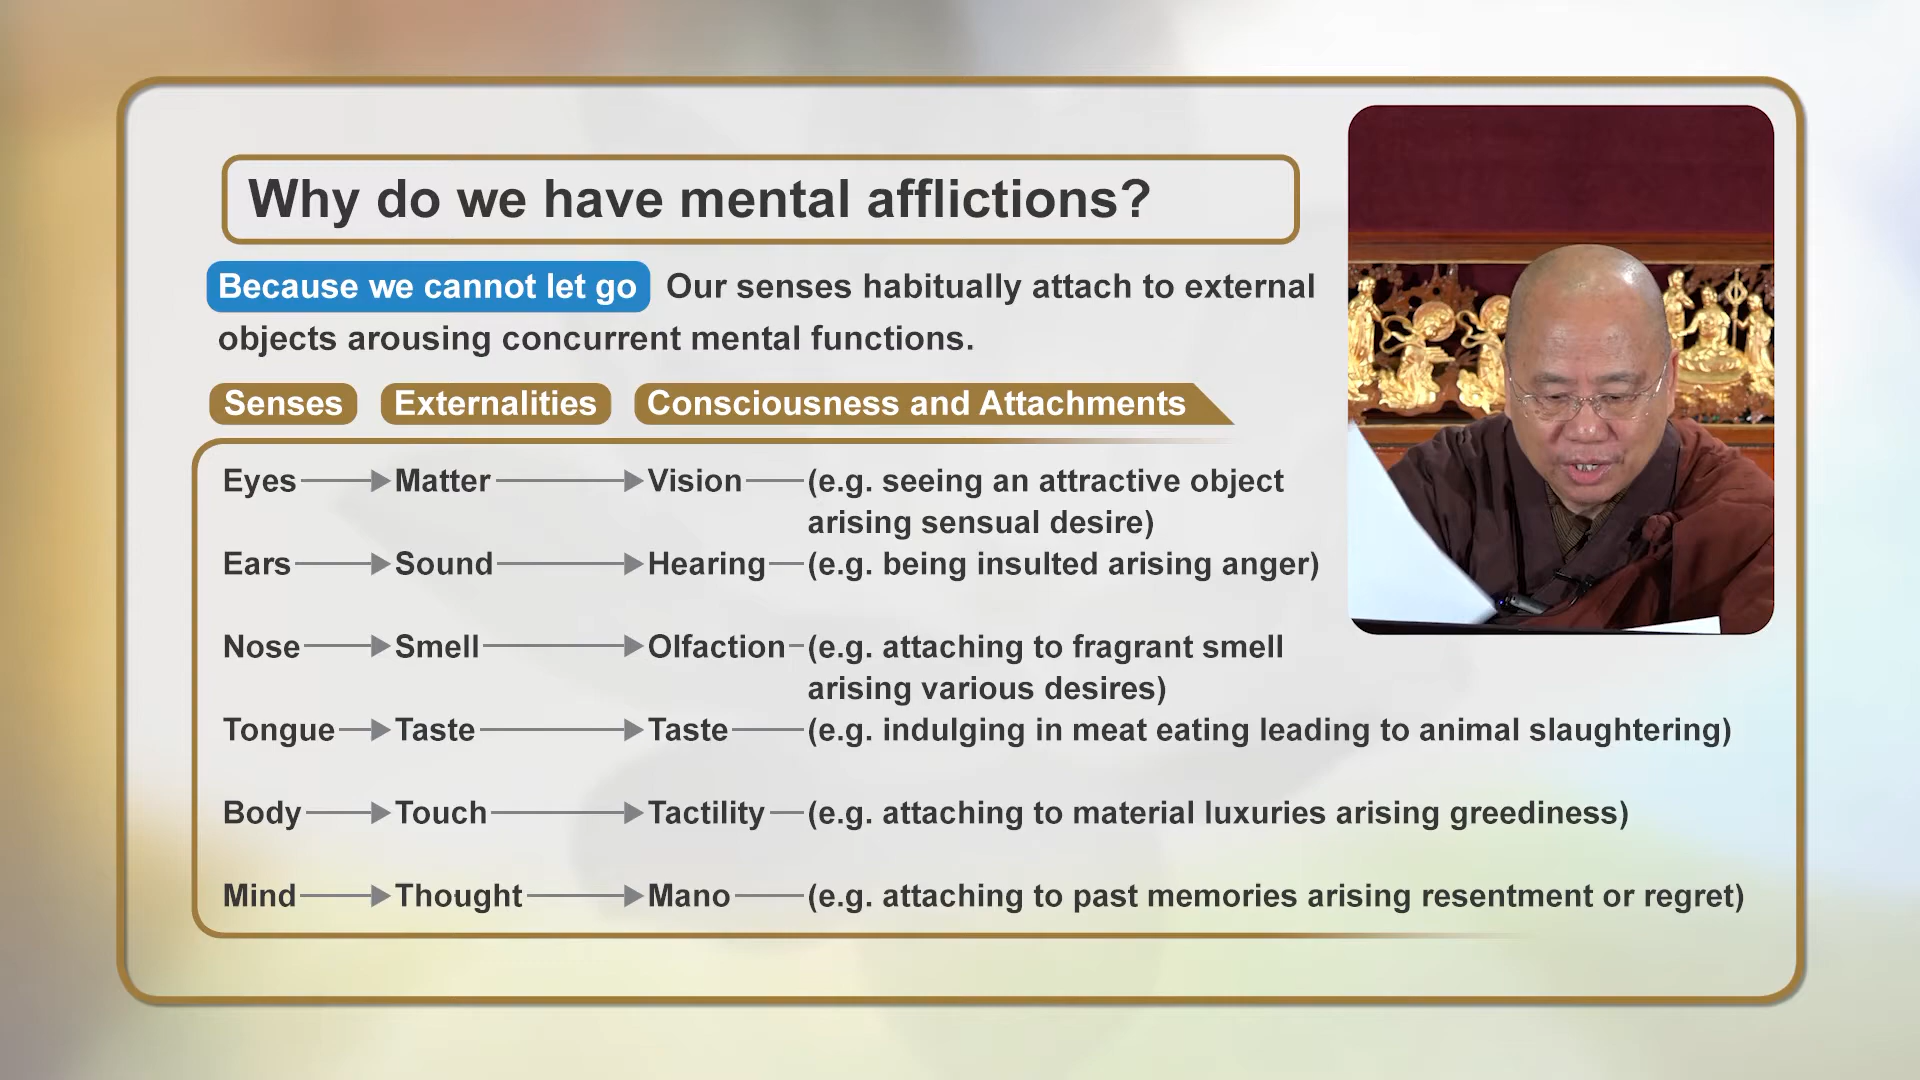 Why do we have mental afflictions?
Because we cannot let go Our senses habitually attach to external
objects arousing concurrent mental functions.
Senses Externalities Consciousness and Attachments
Eyes Matter Vision (e.g. seeing an attractive object
arising sensual desire)
Ears Sound Hearing (e.g. being insulted arising anger)
Nose Smell Olfaction (e.g. attaching to fragrant smell
arising various desires)
Tongue Taste Taste (e.g. indulging in meat eating leading to animal slaughtering)
Body Touch Tactility (e.g. attaching to material luxuries arising greediness)
Mind Thought Mano (e.g. attaching to past memories arising resentment or regret)